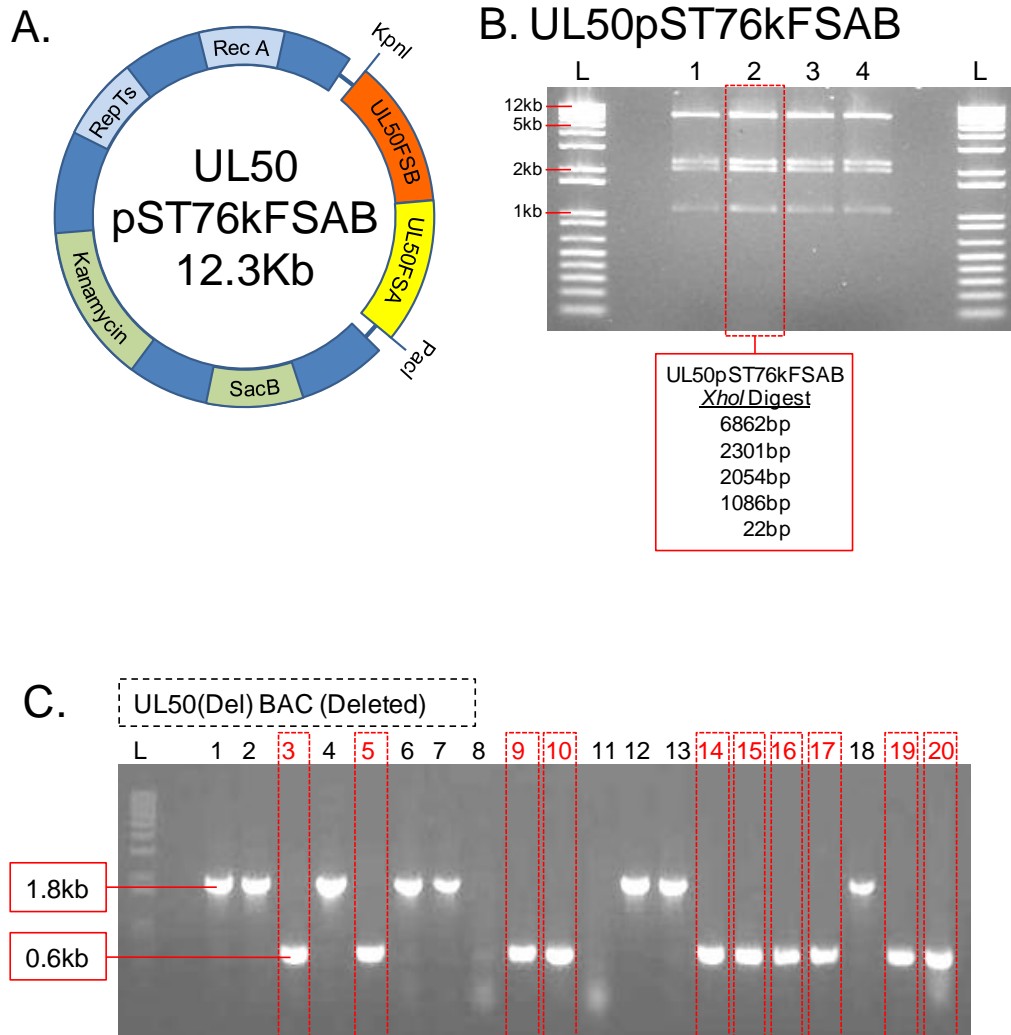 A.
Rec A
KpnI
RepTs
UL50FSB
UL50
pST76kFSAB
12.3Kb
UL50FSA
Kanamycin
PacI
SacB
B. UL50pST76kFSAB
L 1 2 3 4 L
12kb
5kb
2kb
1kb
UL50pST76kFSAB
XhoI Digest
6862bp
2301bp
2054bp
1086bp
22bp
C.
UL50(Del) BAC (Deleted)
L 1 2 3 4 5 6 7 8 9 10 11 12 13 14 15 16 17 18 19 20
1.8kb
0.6kb